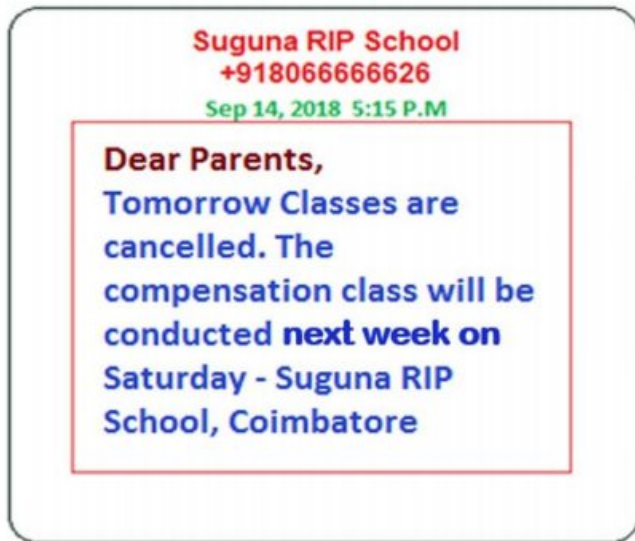 Suguna RIP School
+918066666626
Sep 14, 2018 5:15 P.M
Dear Parents,
Tomorrow Classes are
cancelled. The
compensation class will be
conducted next week on
Saturday - Suguna RIP
School, Coimbatore